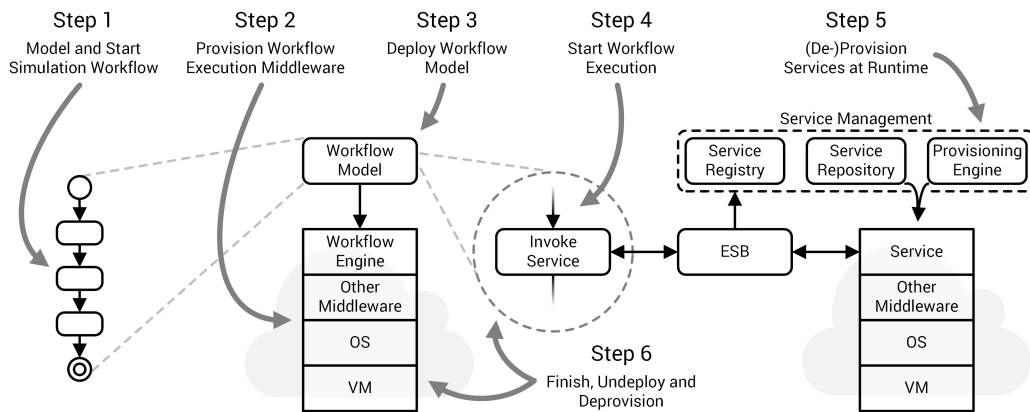 Step 1
Model and Start
Simulation Workflow
Step 2
Provision Workflow
Execution Middleware
Step 3
Deploy Workflow
Model
Step 4
Start Workflow
Execution
Step 5
(De-)Provision
Services at Runtime
Service Management
Workflow
Model
Service
Registry
Service
Repository
Provisioning
Engine
Workflow
Engine
Other
Middleware
OS
VM
Invoke
Service
ESB
Service
Other
Middleware
OS
VM
Step 6
Finish, Undeploy and
Deprovision